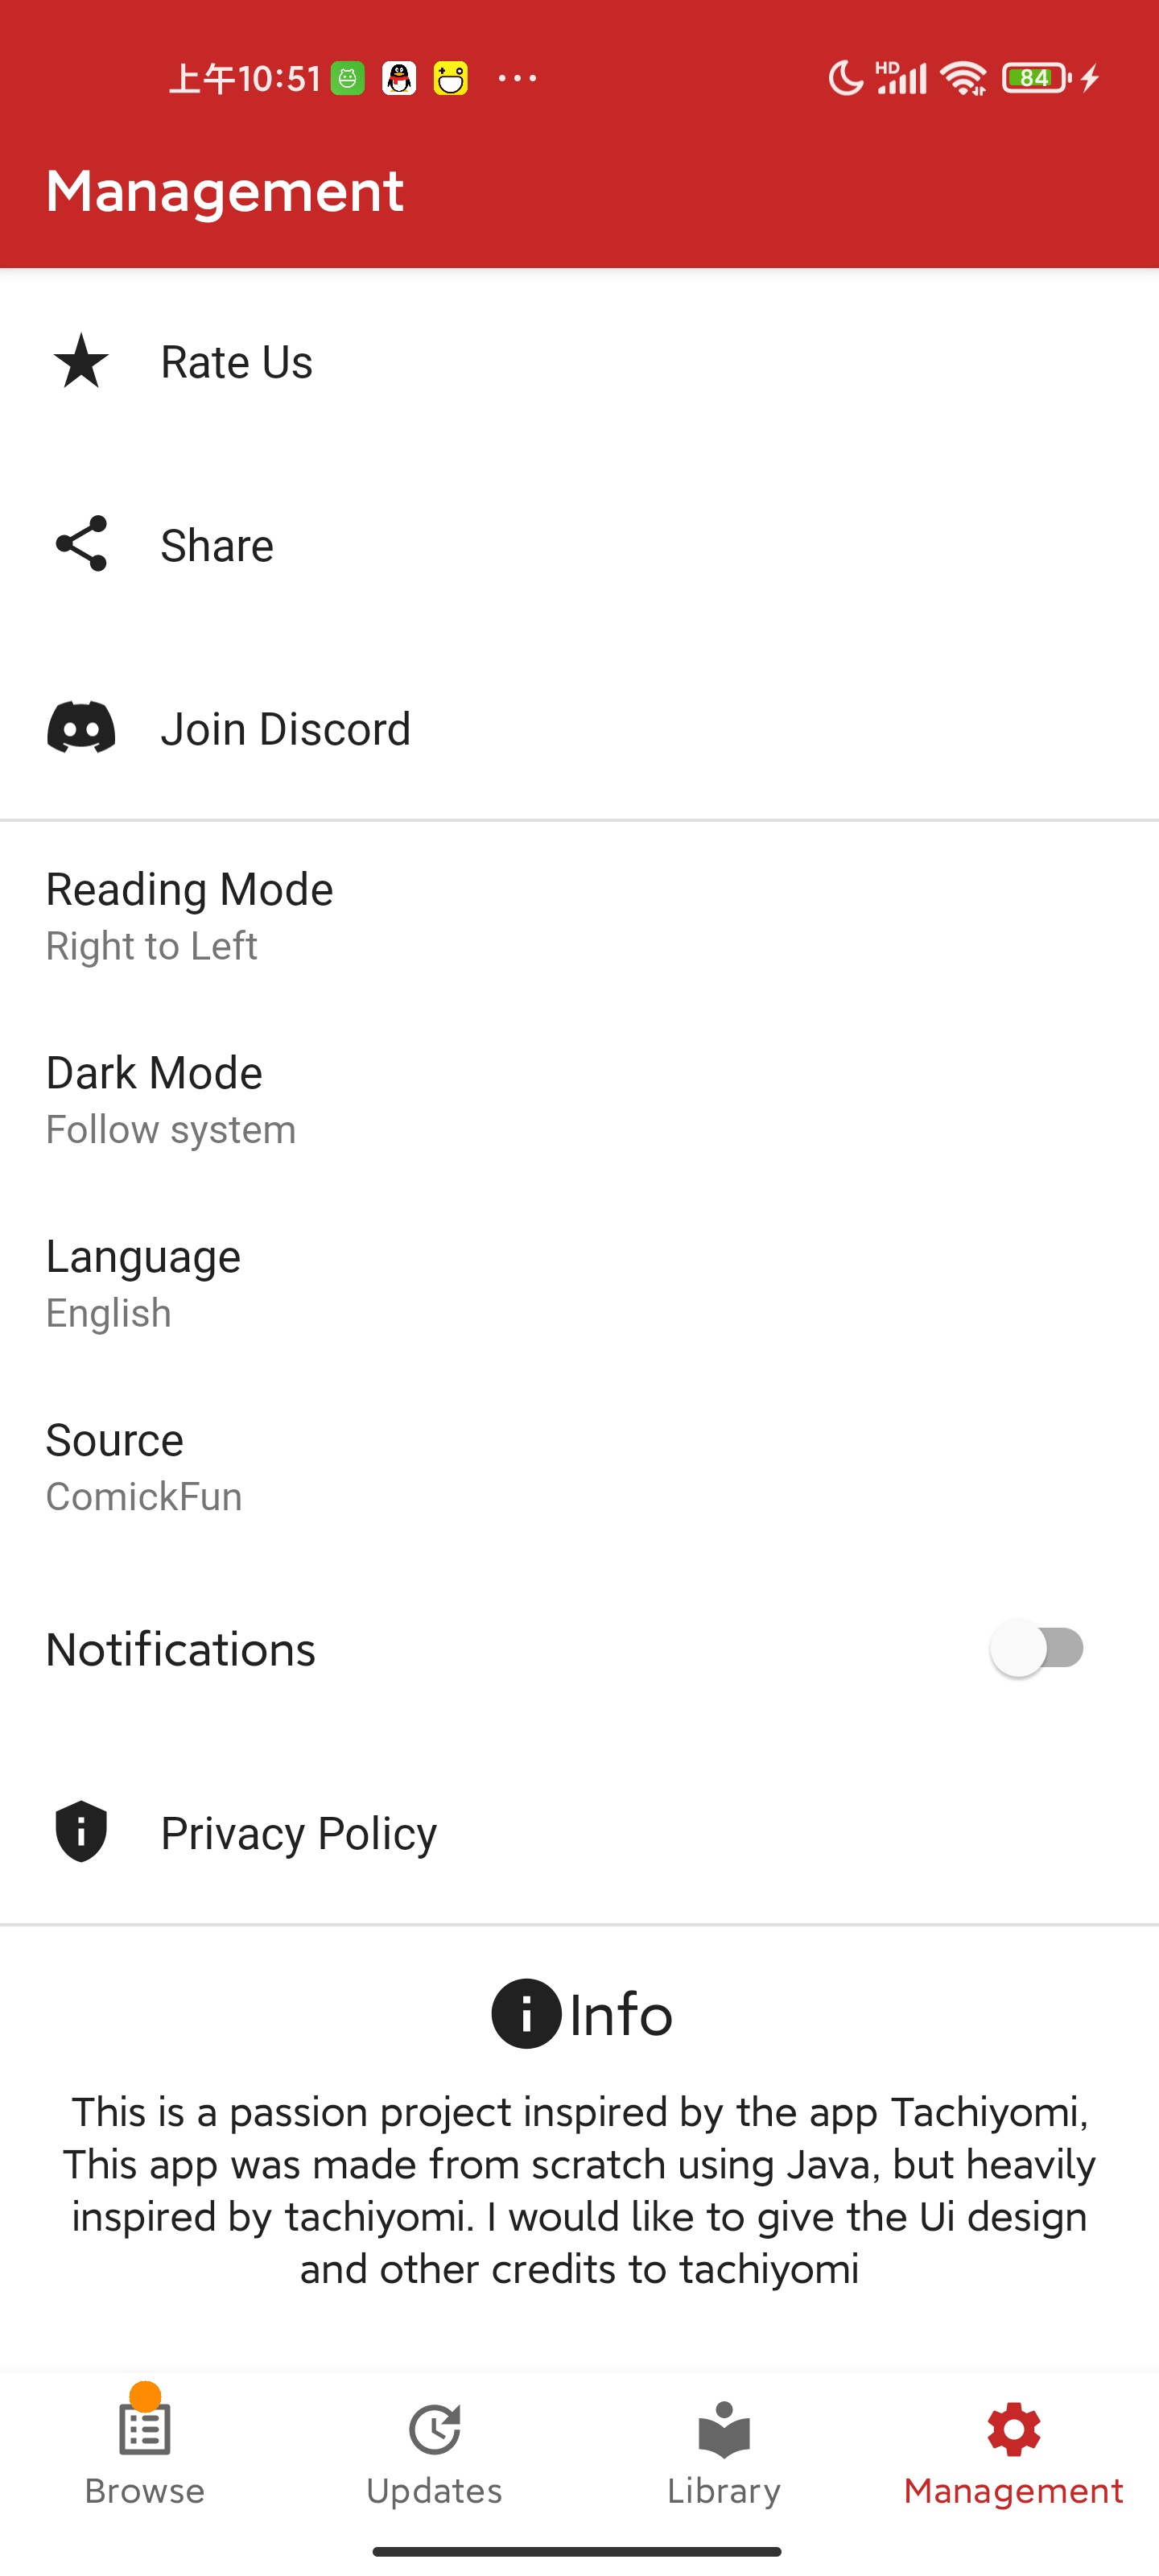 上午10:51
HD
84
Management
Rate Us
Share
Join Discord
Reading Mode
Right to Left
Dark Mode
Follow system
Language
English
Source
ComickFun
Notifications
Privacy Policy
Info
This is a passion project inspired by the app Tachiyomi,
This app was made from scratch using Java, but heavily
inspired by tachiyomi. I would like to give the Ui design
and other credits to tachiyomi
Browse
Updates
Library
Management